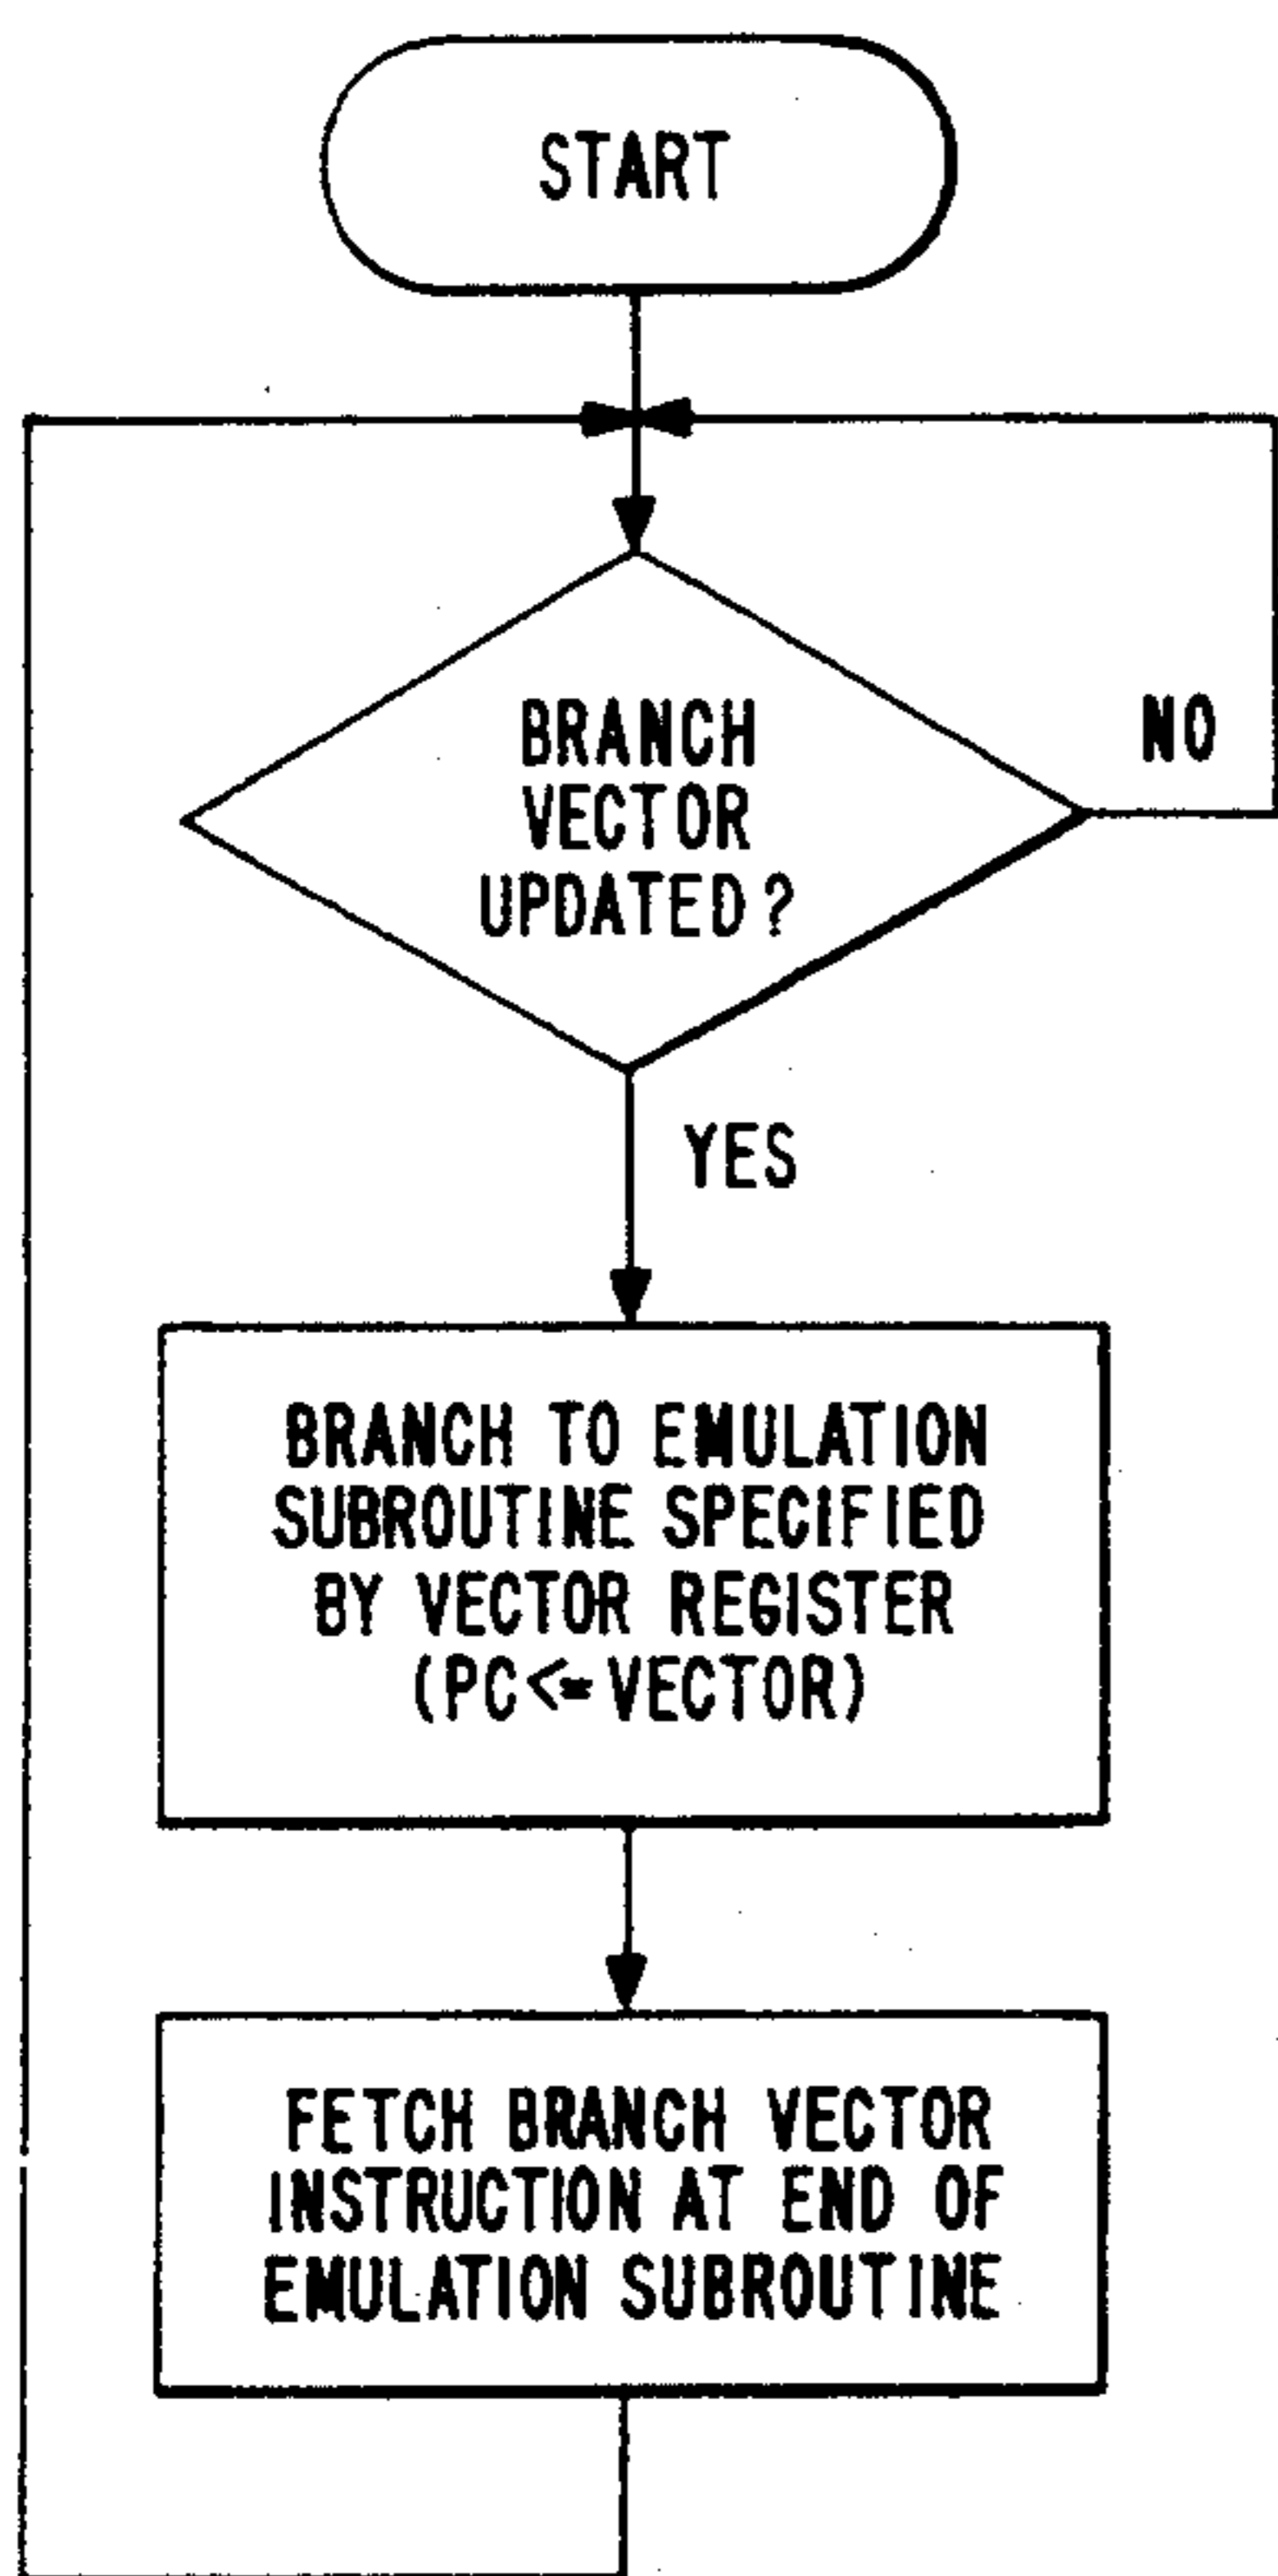 START
BRANCH
VECTOR
UPDATED?
NO
YES
BRANCH TO EMULATION
SUBROUTINE SPECIFIED
BY VECTOR REGISTER
(PC<=VECTOR)
FETCH BRANCH VECTOR
INSTRUCTION AT END OF
EMULATION SUBROUTINE